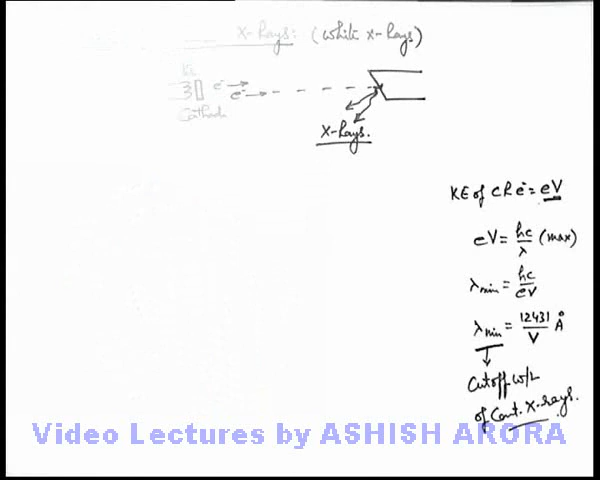 X-Rays: (White X-Rays)
e⁻→
e⁻→
Cathode
X-Rays.
KE of CR e⁻ = eV
eV = hc/λ (max)
λmin = hc/eV
λmin = 12431/V Å
Cutoff W/L
of Cont. X-rays.
Video Lectures by ASHISH ARORA